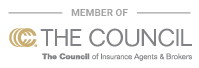 MEMBER OF
THE COUNCIL
The Council of Insurance Agents & Brokers